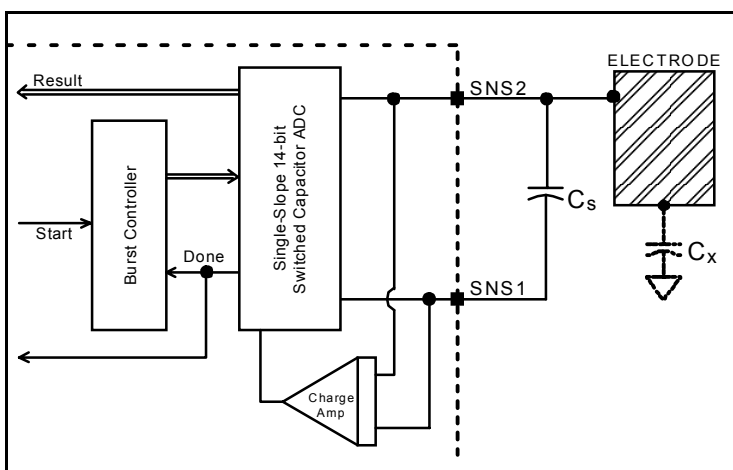 ELECTRODE
Result
SNS2
Single-Slope 14-bit
Switched Capacitor ADC
Burst Controller
Cs
Start
Done
Cx
SNS1
Charge
Amp